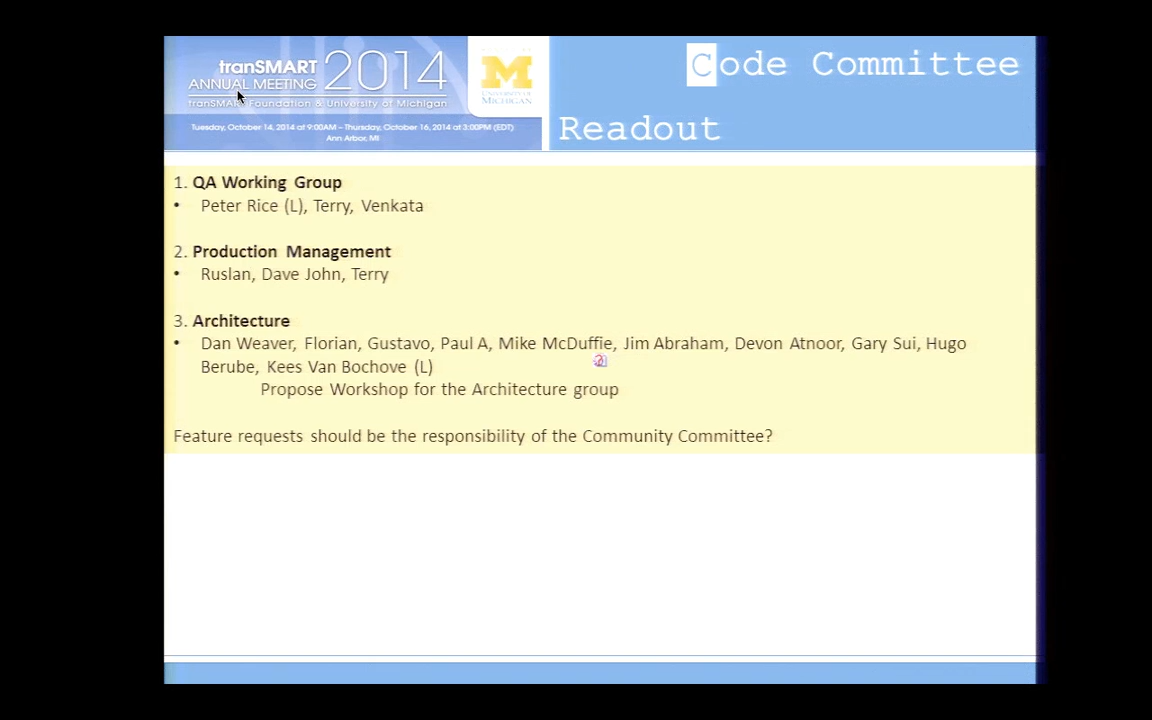 tranSMART
ANNUAL MEETING 2014
tranSMART Foundation & University of Michigan
Tuesday, October 14, 2014 at 9:00AM – Thursday, October 16, 2014 at 3:00PM (EDT)
Ann Arbor, MI
M
UNIVERSITY OF
MICHIGAN
Code Committee
Readout
1. QA Working Group
• Peter Rice (L), Terry, Venkata
2. Production Management
• Ruslan, Dave John, Terry
3. Architecture
• Dan Weaver, Florian, Gustavo, Paul A, Mike McDuffie, Jim Abraham, Devon Atnoor, Gary Sui, Hugo
Berube, Kees Van Bochove (L)
Propose Workshop for the Architecture group
Feature requests should be the responsibility of the Community Committee?